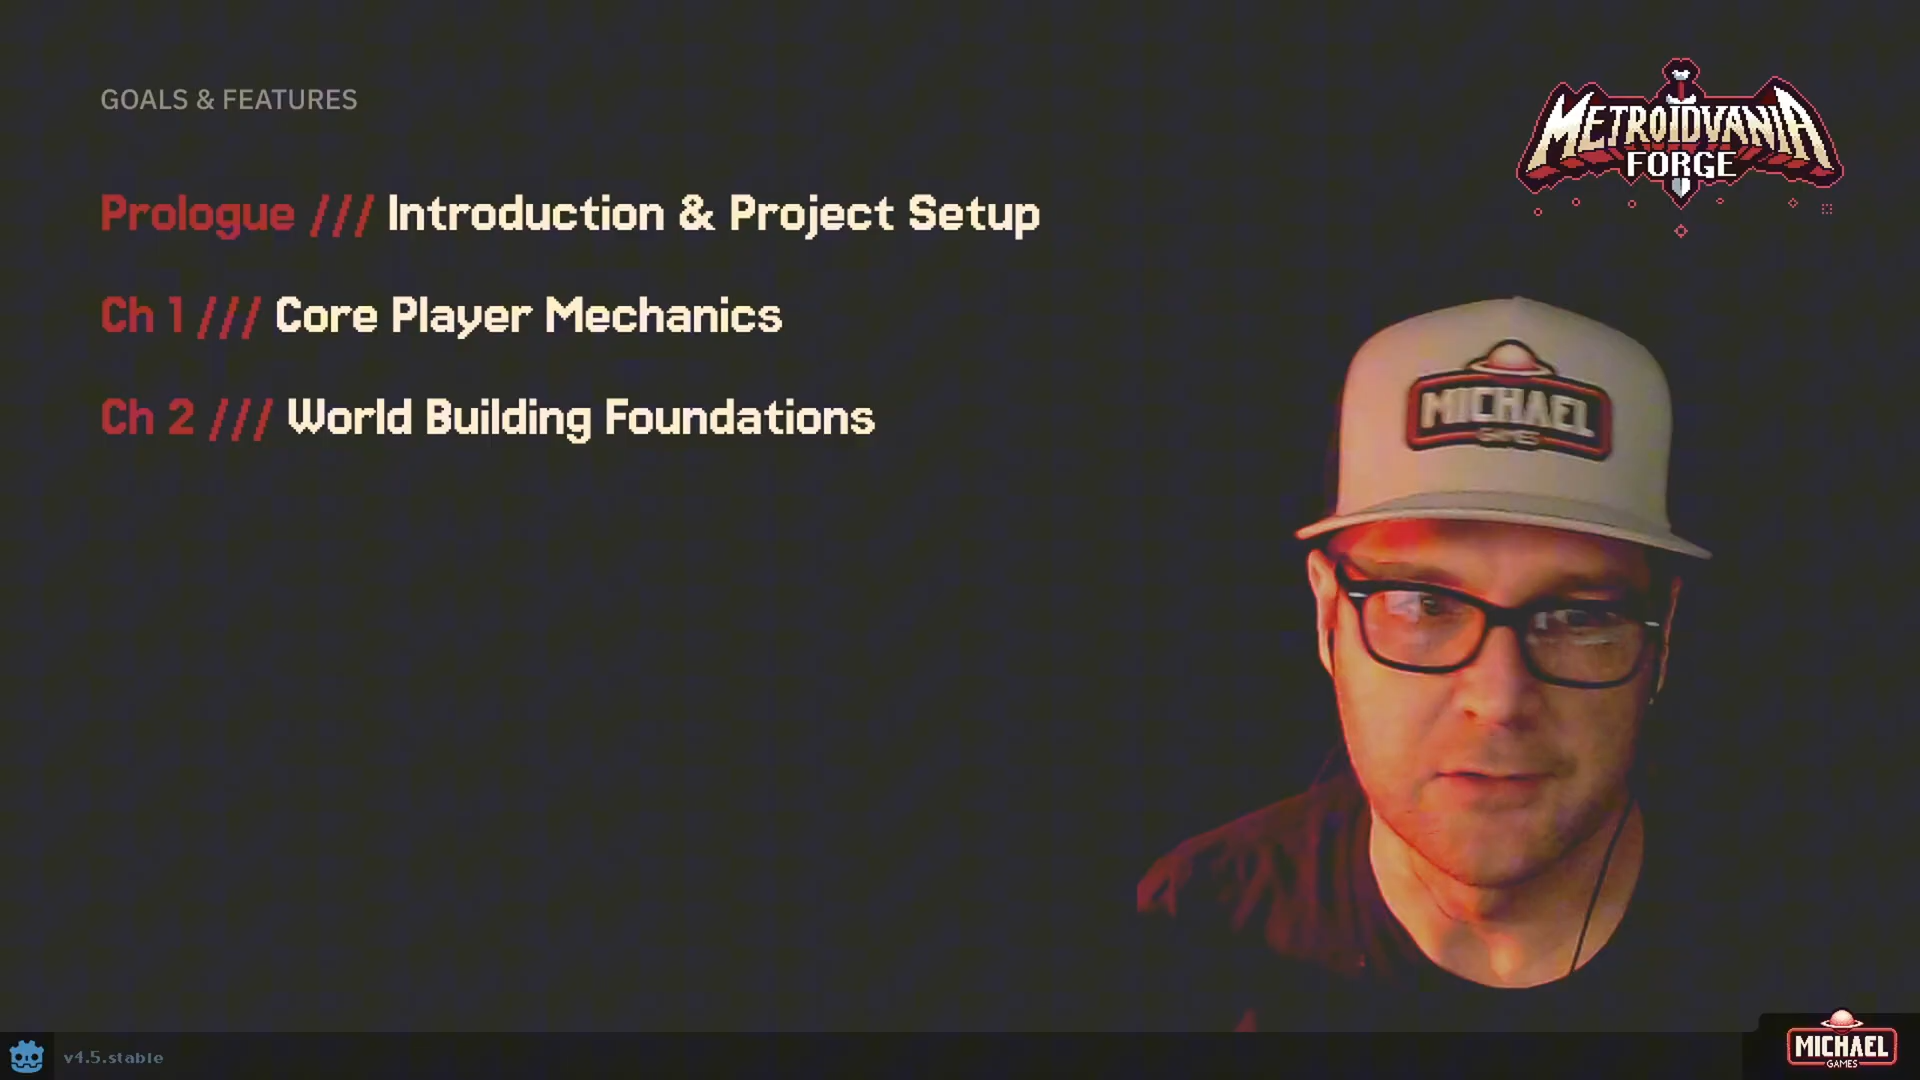 GOALS & FEATURES
METROIDVANIA
FORGE
Prologue /// Introduction & Project Setup
Ch 1 /// Core Player Mechanics
Ch 2 /// World Building Foundations
MICHAEL
GAMES
v4.5.stable
MICHAEL
GAMES